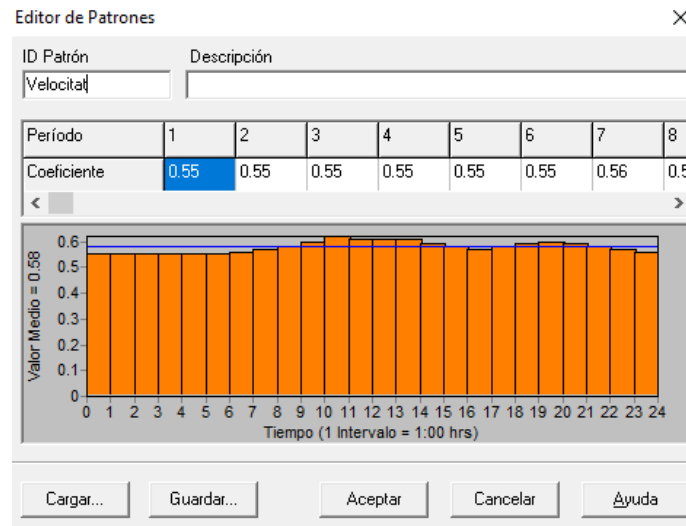 Editor de Patrones
ID Patrón Descripción
Velocitat
Período 1 2 3 4 5 6 7 8
Coeficiente 0.55 0.55 0.55 0.55 0.55 0.55 0.56
Valor Medio = 0.58
0.6
0.5
0.4
0.3
0.2
0.1
0
0 1 2 3 4 5 6 7 8 9 10 11 12 13 14 15 16 17 18 19 20 21 22 23 24
Tiempo (1 Intervalo = 1:00 hrs)
Cargar... Guardar... Aceptar Cancelar Ayuda